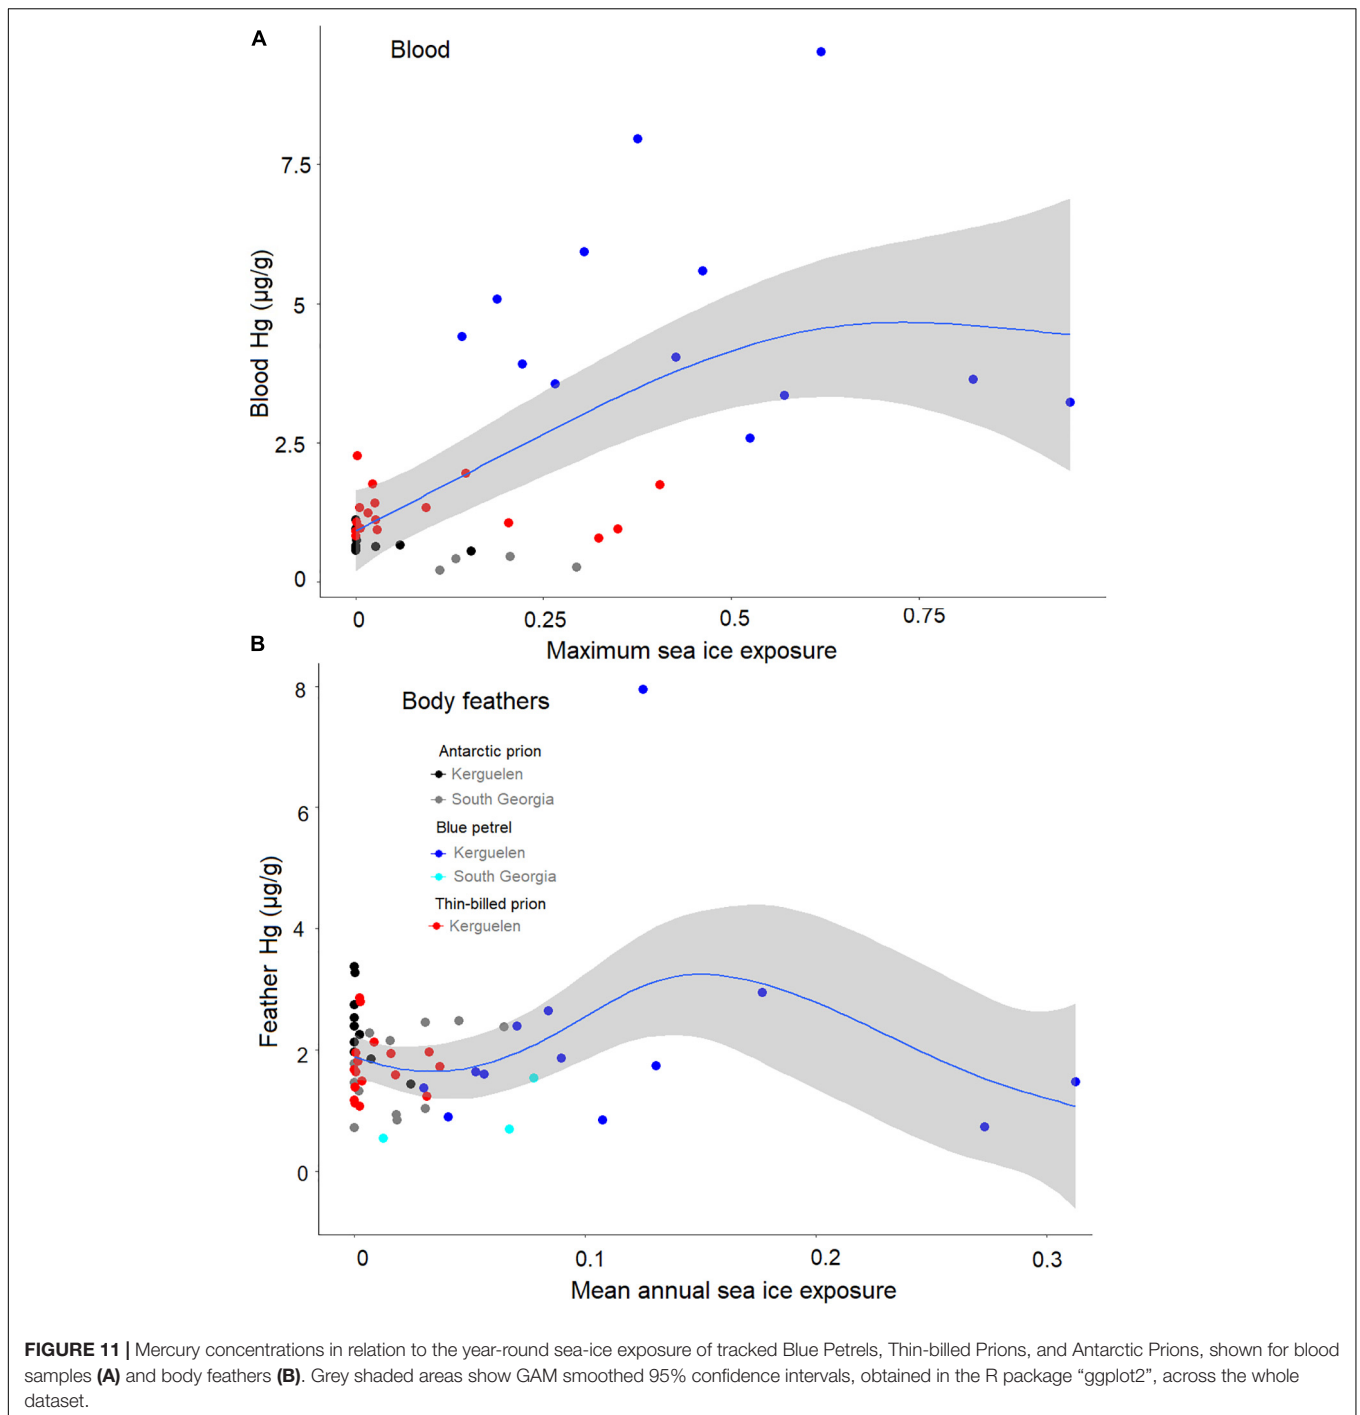 A
Blood
7.5
5
2.5
0
Blood Hg (µg/g)
0
0.25
0.5
0.75
Maximum sea ice exposure
B
Body feathers
Antarctic prion
Kerguelen
South Georgia
Blue petrel
Kerguelen
South Georgia
Thin-billed prion
Kerguelen
8
6
4
2
0
Feather Hg (µg/g)
0
0.1
0.2
0.3
Mean annual sea ice exposure
FIGURE 11 | Mercury concentrations in relation to the year-round sea-ice exposure of tracked Blue Petrels, Thin-billed Prions, and Antarctic Prions, shown for blood
samples (A) and body feathers (B). Grey shaded areas show GAM smoothed 95% confidence intervals, obtained in the R package “ggplot2”, across the whole
dataset.